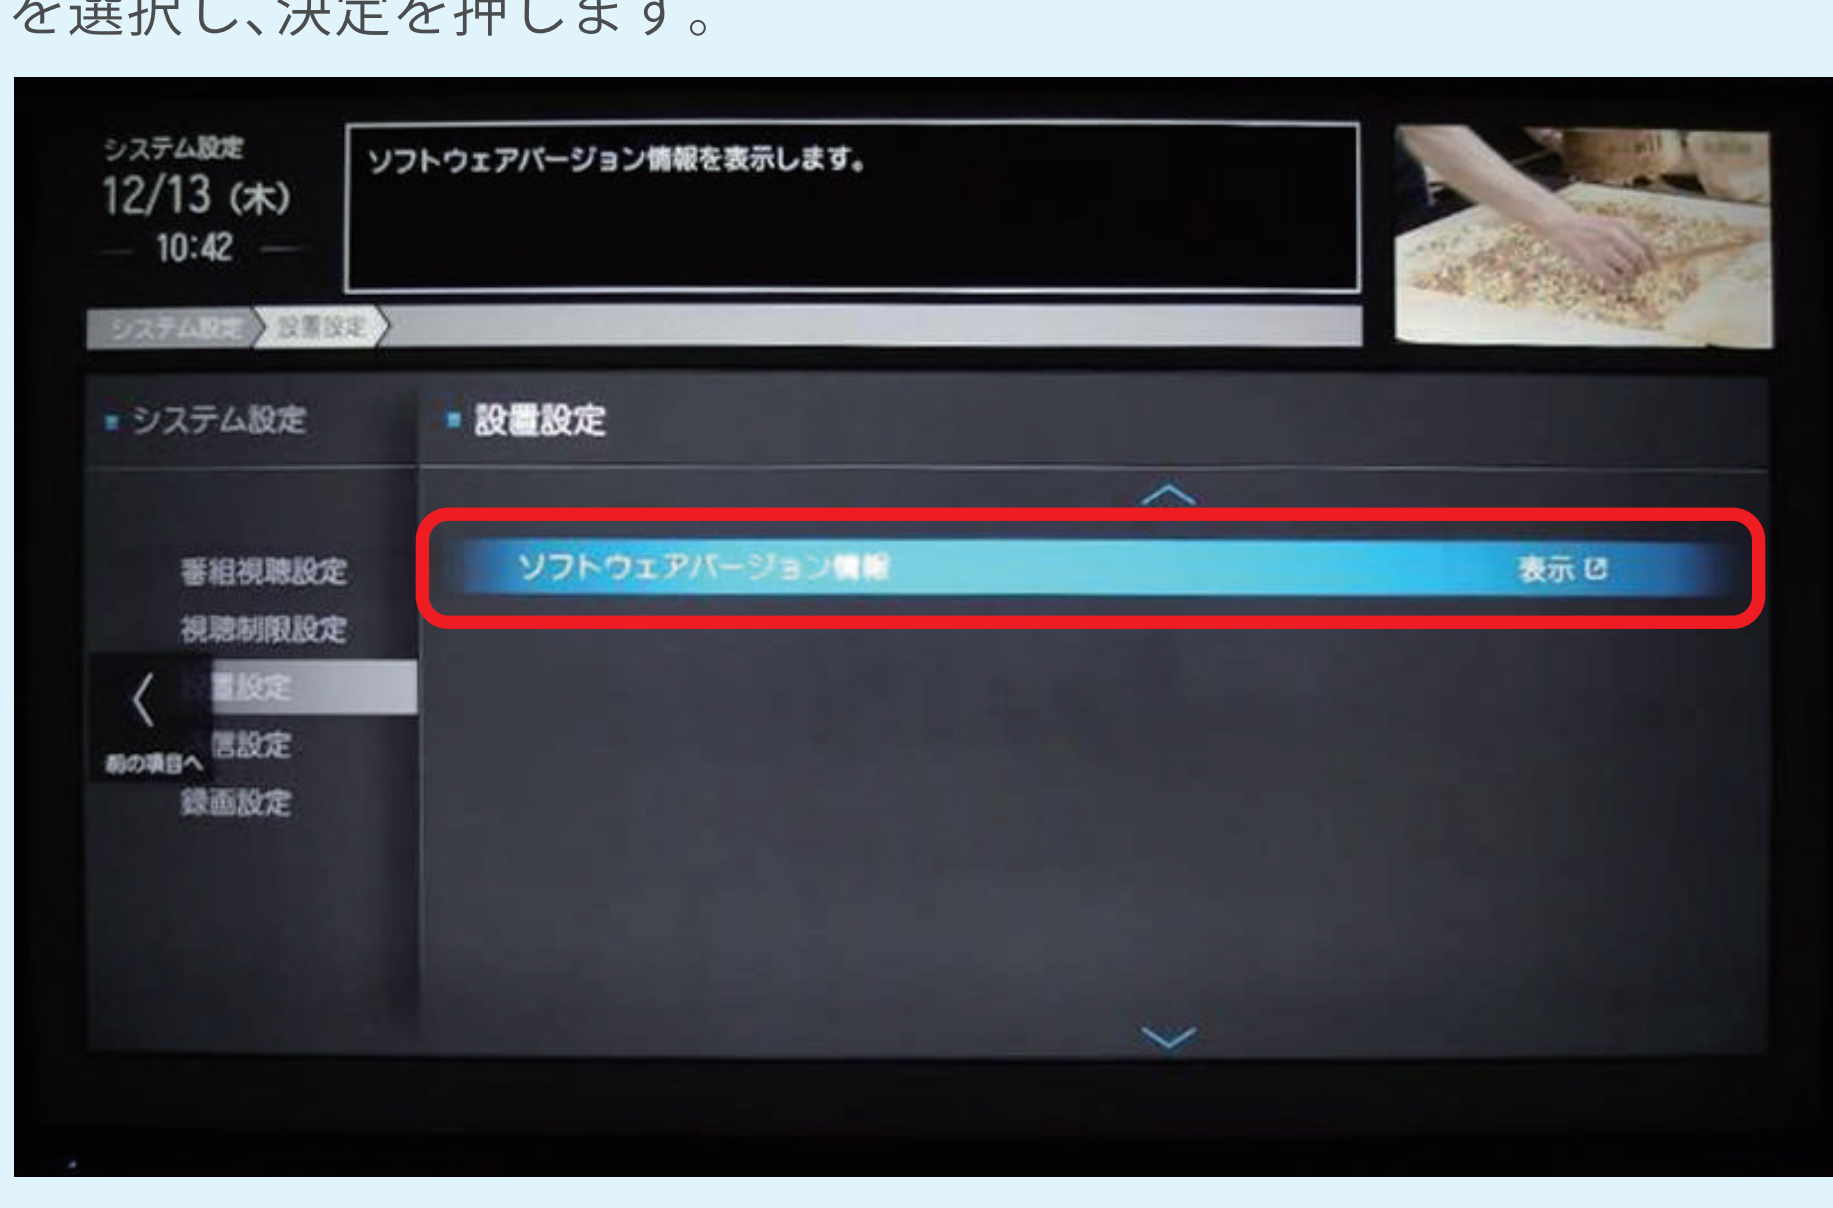 を選択し、決定を押します。
システム設定
12/13 (木)
10:42
ソフトウェアバージョン情報を表示します。
システム設定
設置設定
システム設定
設置設定
番組視聴設定
視聴制限設定
置設定
信設定
録画設定
前の項目へ
ソフトウェアバージョン情報
表示